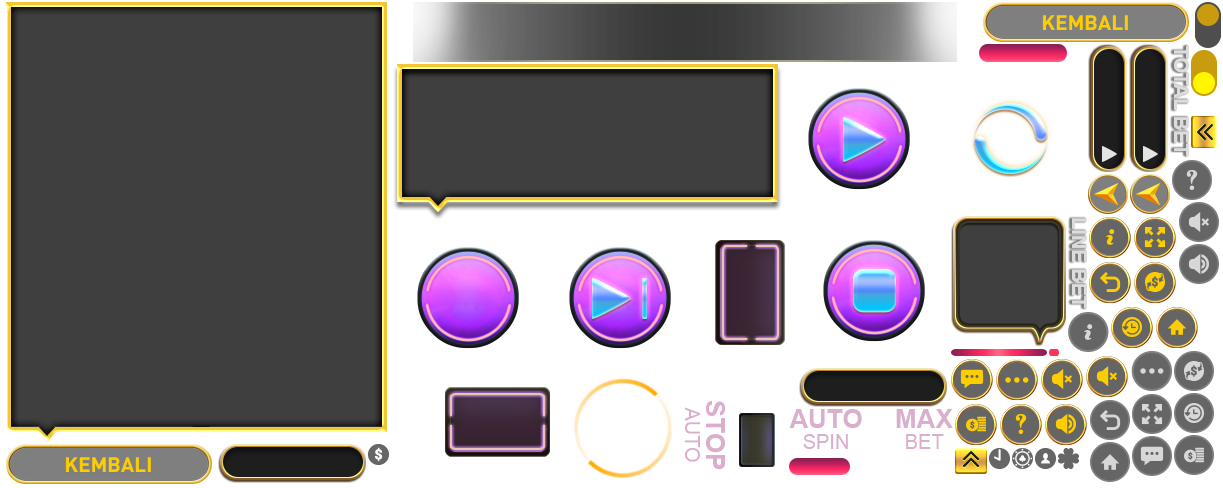 KEMBALI
TOTAL BET
LINE BET
STOP
AUTO
AUTO
SPIN
MAX
BET
KEMBALI